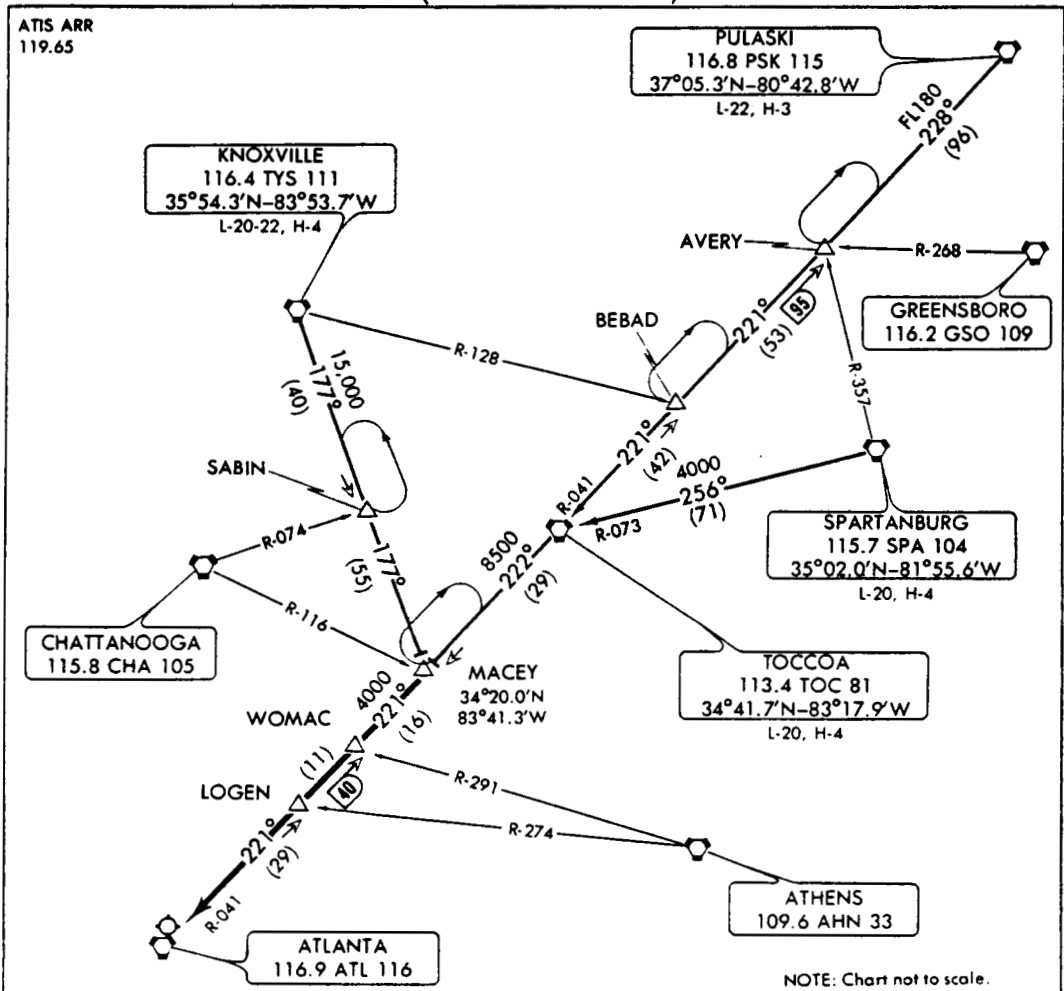 ATIS ARR
119.65
PULASKI
116.8 PSK 115
37°05.3'N-80°42.8'W
L-22, H-3
FL180
228°
(96)
KNOXVILLE
116.4 TYS 111
35°54.3'N-83°53.7'W
L-20-22, H-4
AVERY
R-268
GREENSBORO
116.2 GSO 109
BEBAD
221°
(53)
95
R-128
R-357
15,000
177°
(40)
SABIN
221°
(42)
R-041
4000
256°
(71)
R-073
SPARTANBURG
115.7 SPA 104
35°02.0'N-81°55.6'W
L-20, H-4
R-074
177°
(55)
8500
222°
(29)
R-116
CHATTANOOGA
115.8 CHA 105
MACEY
34°20.0'N
83°41.3'W
TOCCOA
113.4 TOC 81
34°41.7'N-83°17.9'W
L-20, H-4
4000
221°
(16)
WOMAC
(11)
40
R-291
LOGEN
R-274
221°
(29)
R-041
ATHENS
109.6 AHN 33
ATLANTA
116.9 ATL 116
NOTE: Chart not to scale.